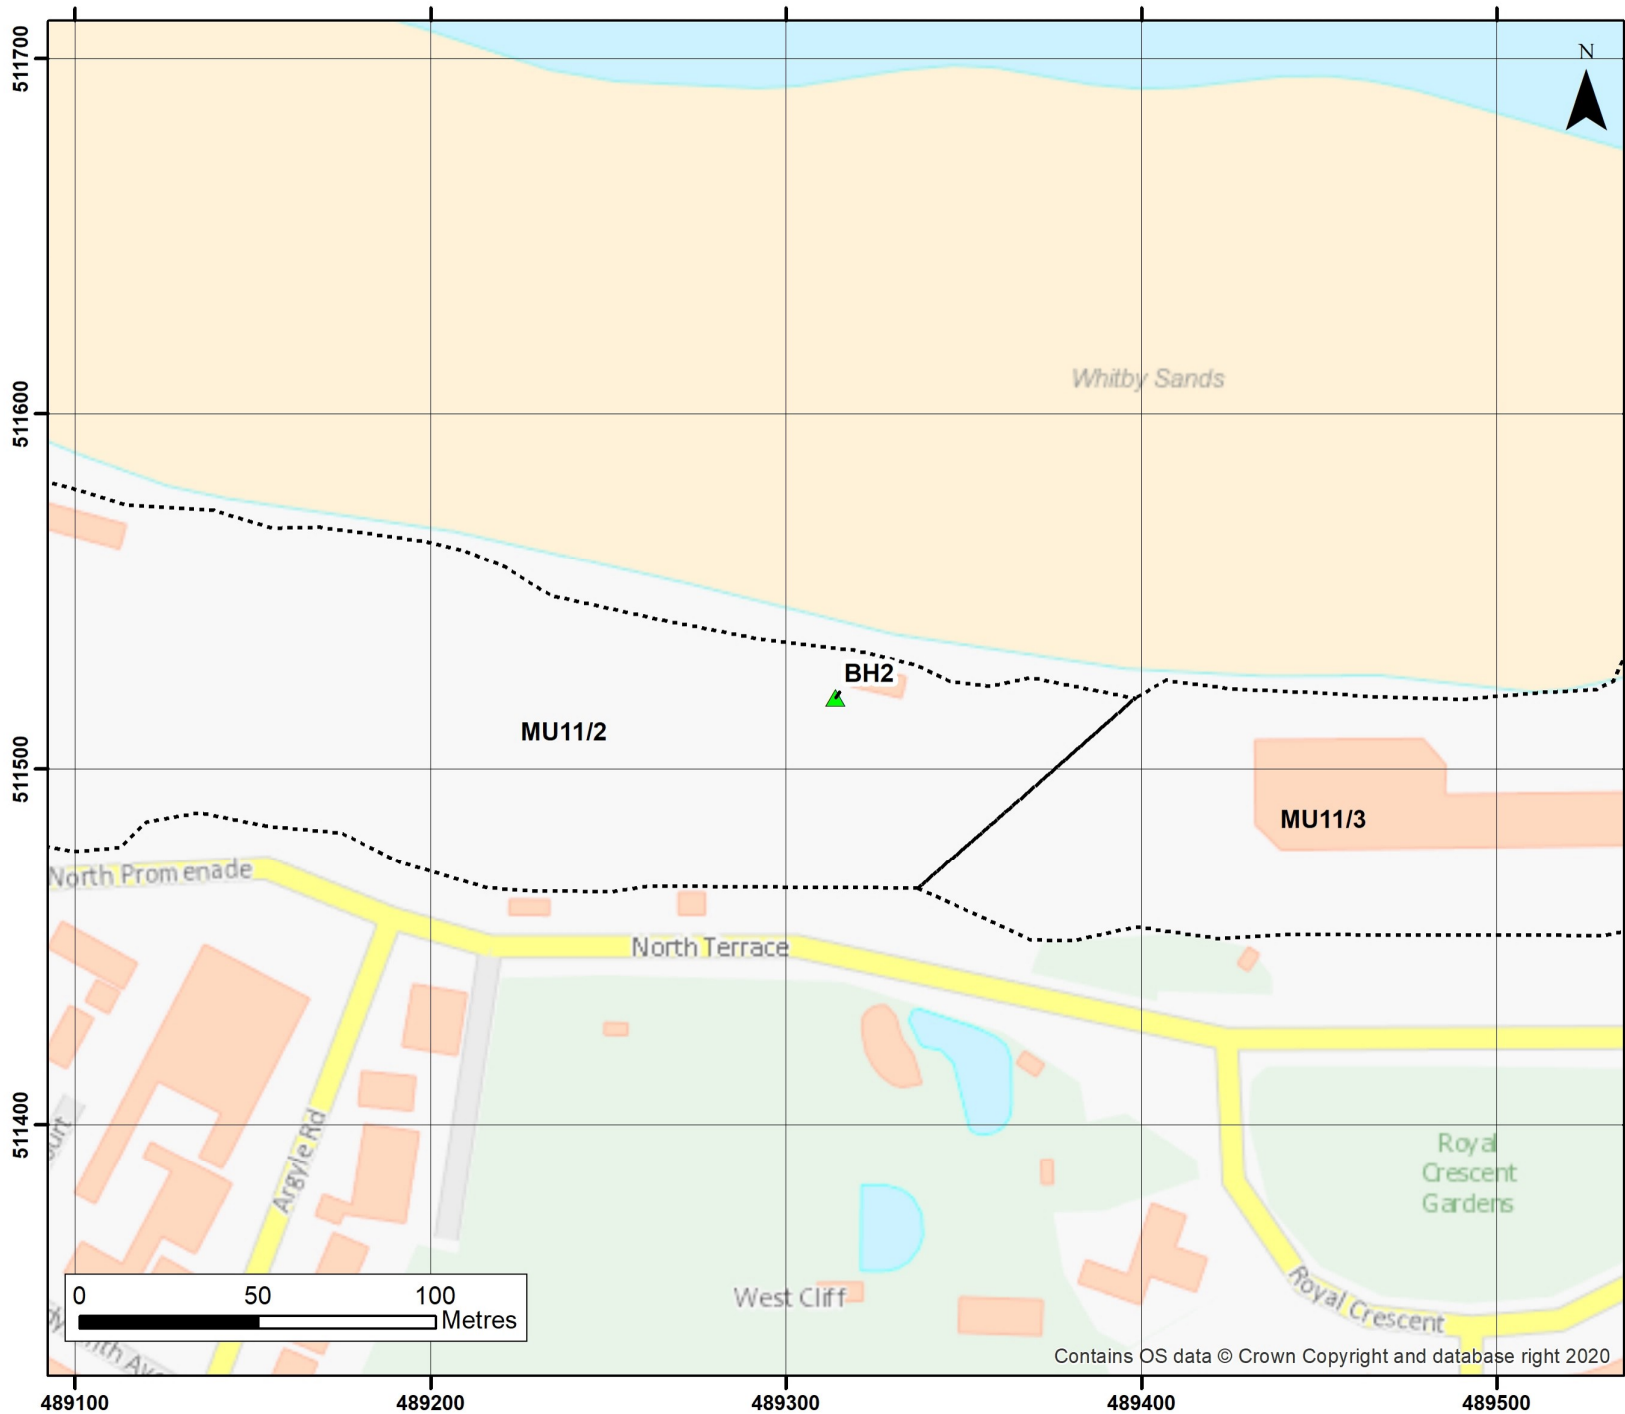 N
511700
Whitby Sands
511600
BH2
MU11/2
511500
MU11/3
North Promenade
North Terrace
511400
Argyle Rd
Royal
Crescent
Gardens
West Cliff
Royal Crescent
0 50 100
Metres
Contains OS data © Crown Copyright and database right 2020
489100 489200 489300 489400 489500